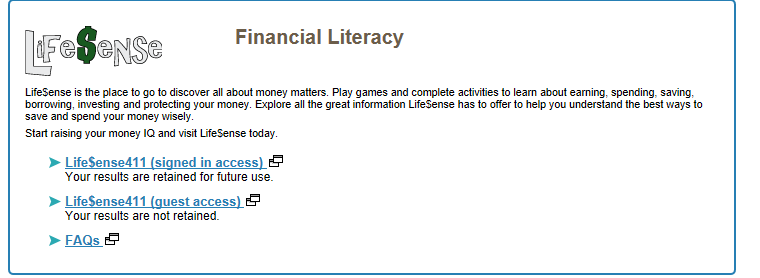 Life$eNSe
Financial Literacy
Life$ense is the place to go to discover all about money matters. Play games and complete activities to learn about earning, spending, saving,
borrowing, investing and protecting your money. Explore all the great information Life$ense has to offer to help you understand the best ways to
save and spend your money wisely.
Start raising your money IQ and visit Life$ense today.
Life$ense411 (signed in access)
Your results are retained for future use.
Life$ense411 (guest access)
Your results are not retained.
FAQs